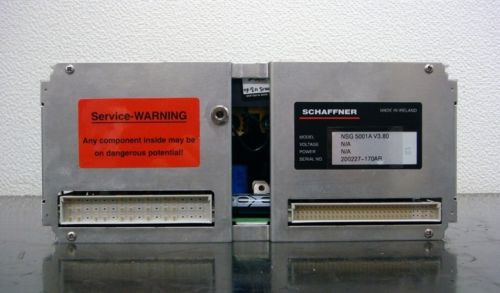 Service-WARNING
Any component inside may be
on dangerous potential!
SCHAFFNER MADE IN IRELAND
MODEL NSG 5001A V3.80
VOLTAGE N/A
POWER N/A
SERIAL NO. 200227-170AR